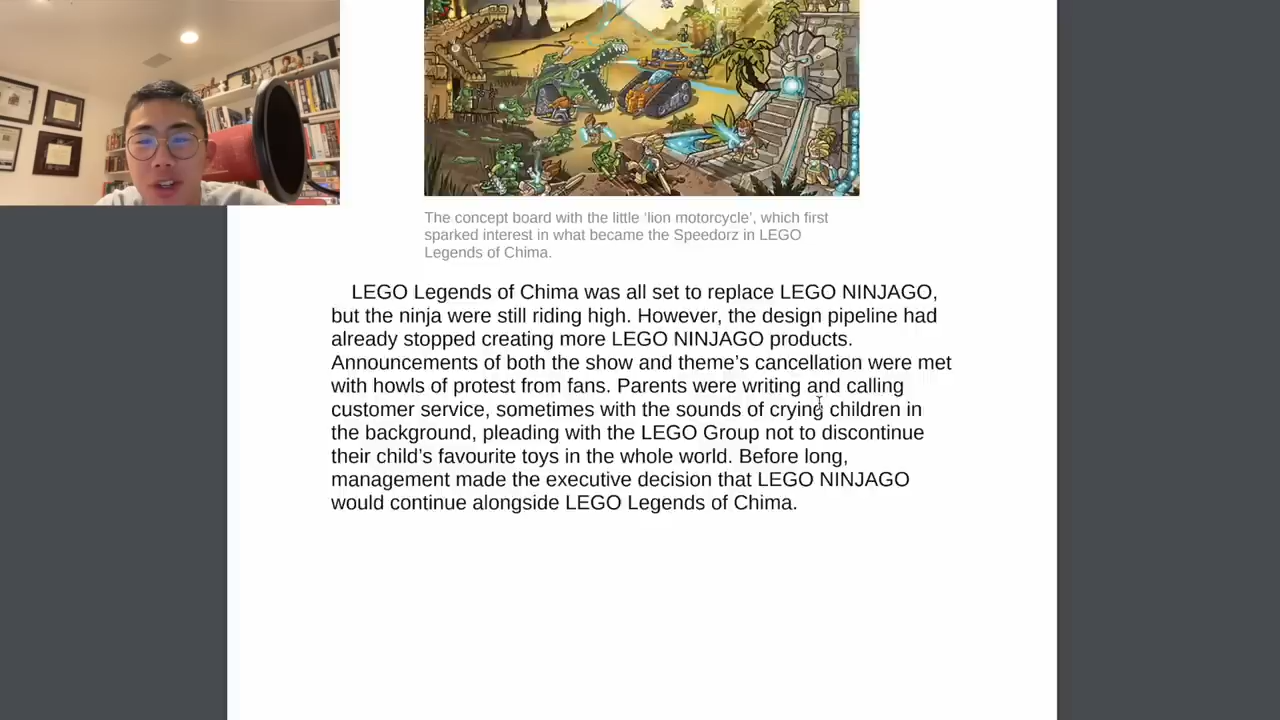 The concept board with the little ‘lion motorcycle’, which first
sparked interest in what became the Speedorz in LEGO
Legends of Chima.
LEGO Legends of Chima was all set to replace LEGO NINJAGO,
but the ninja were still riding high. However, the design pipeline had
already stopped creating more LEGO NINJAGO products.
Announcements of both the show and theme’s cancellation were met
with howls of protest from fans. Parents were writing and calling
customer service, sometimes with the sounds of crying children in
the background, pleading with the LEGO Group not to discontinue
their child’s favourite toys in the whole world. Before long,
management made the executive decision that LEGO NINJAGO
would continue alongside LEGO Legends of Chima.